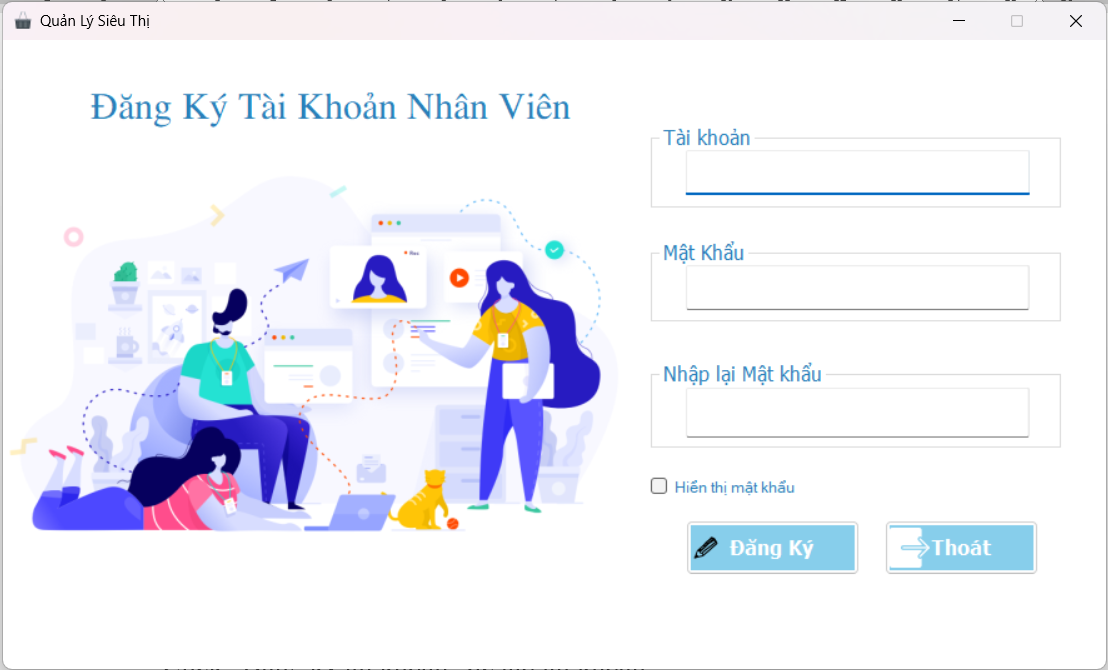 Quản Lý Siêu Thị
Đăng Ký Tài Khoản Nhân Viên
Tài khoản
Mật Khẩu
Nhập lại Mật khẩu
Hiển thị mật khẩu
Đăng Ký
Thoát